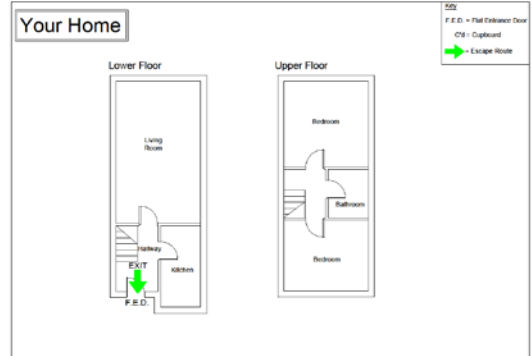 Your Home
Key
F.E.D. = Flat Entrance Door
C'd = Cupboard
= Escape Route
Lower Floor
Upper Floor
Living
Room
Hallway
EXIT
Kitchen
F.E.D.
Bedroom
Bathroom
Bedroom